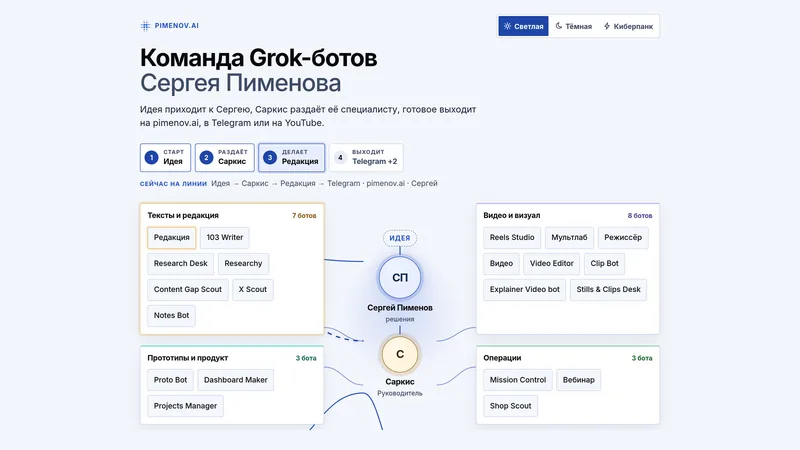 PIMENOV.AI
Светлая
Тёмная
Киберпанк
Команда Grok-ботов
Сергея Пименова
Идея приходит к Сергею, Саркис раздаёт её специалисту, готовое выходит
на pimenov.ai, в Telegram или на YouTube.
1 СТАРТ Идея
2 РАЗДАЁТ Саркис
3 ДЕЛАЕТ Редакция
4 ВЫХОДИТ Telegram +2
СЕЙЧАС НА ЛИНИИ Идея → Саркис → Редакция → Telegram · pimenov.ai · Сергей
Тексты и редакция 7 ботов
Редакция 103 Writer
Research Desk Researchy
Content Gap Scout X Scout
Notes Bot
ИДЕЯ
СП
Сергей Пименов
решения
С
Саркис
Руководитель
Видео и визуал 8 ботов
Reels Studio Мультлаб Режиссёр
Видео Video Editor Clip Bot
Explainer Video bot Stills & Clips Desk
Прототипы и продукт 3 бота
Proto Bot Dashboard Maker
Projects Manager
Операции 3 бота
Mission Control Вебинар
Shop Scout